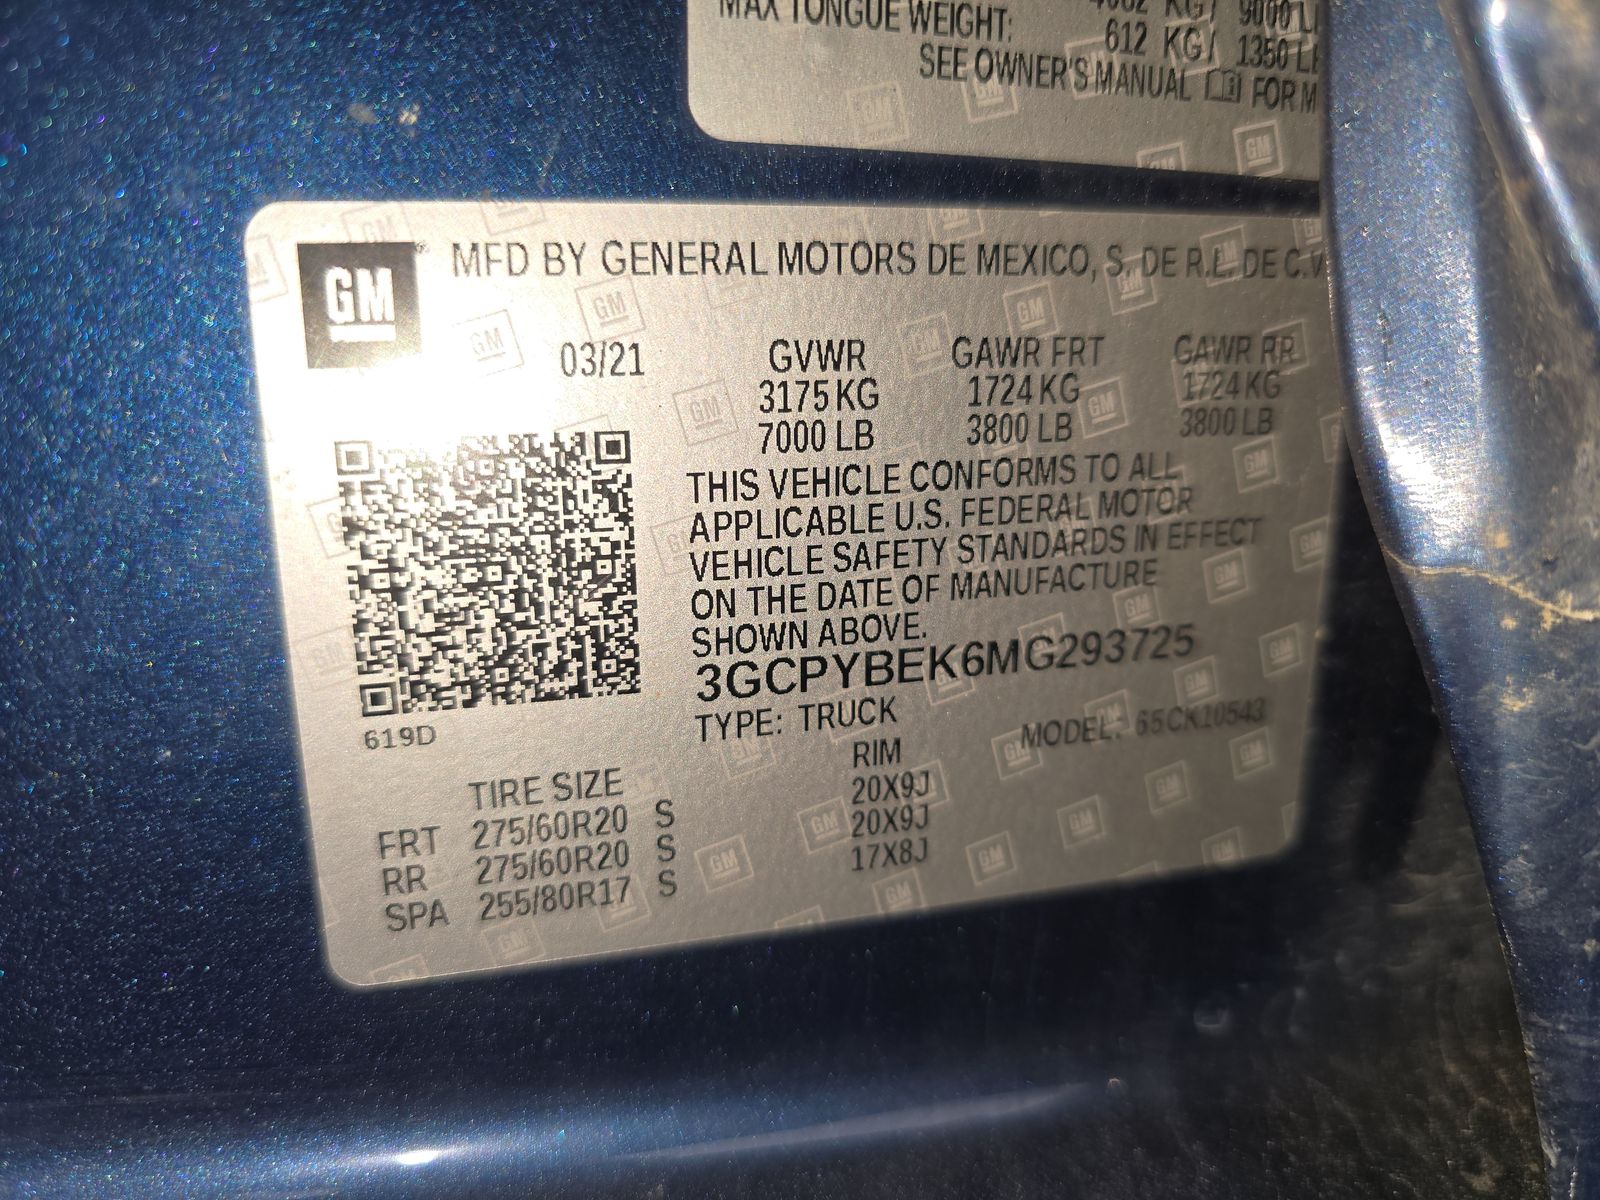 MAX TONGUE WEIGHT: 612 KG/ 1350 L
9000 L
SEE OWNER'S MANUAL FOR M
GM MFD BY GENERAL MOTORS DE MEXICO, S. DE R.L. DE C.V
03/21 GVWR GAWR FRT GAWR RR
3175 KG 1724 KG 1724 KG
7000 LB 3800 LB 3800 LB
THIS VEHICLE CONFORMS TO ALL
APPLICABLE U.S. FEDERAL MOTOR
VEHICLE SAFETY STANDARDS IN EFFECT
ON THE DATE OF MANUFACTURE
SHOWN ABOVE.
3GCPYBEK6MG293725
TYPE: TRUCK MODEL: 65CK10543
619D
TIRE SIZE RIM
FRT 275/60R20 S 20X9J
RR 275/60R20 S 20X9J
SPA 255/80R17 S 17X8J